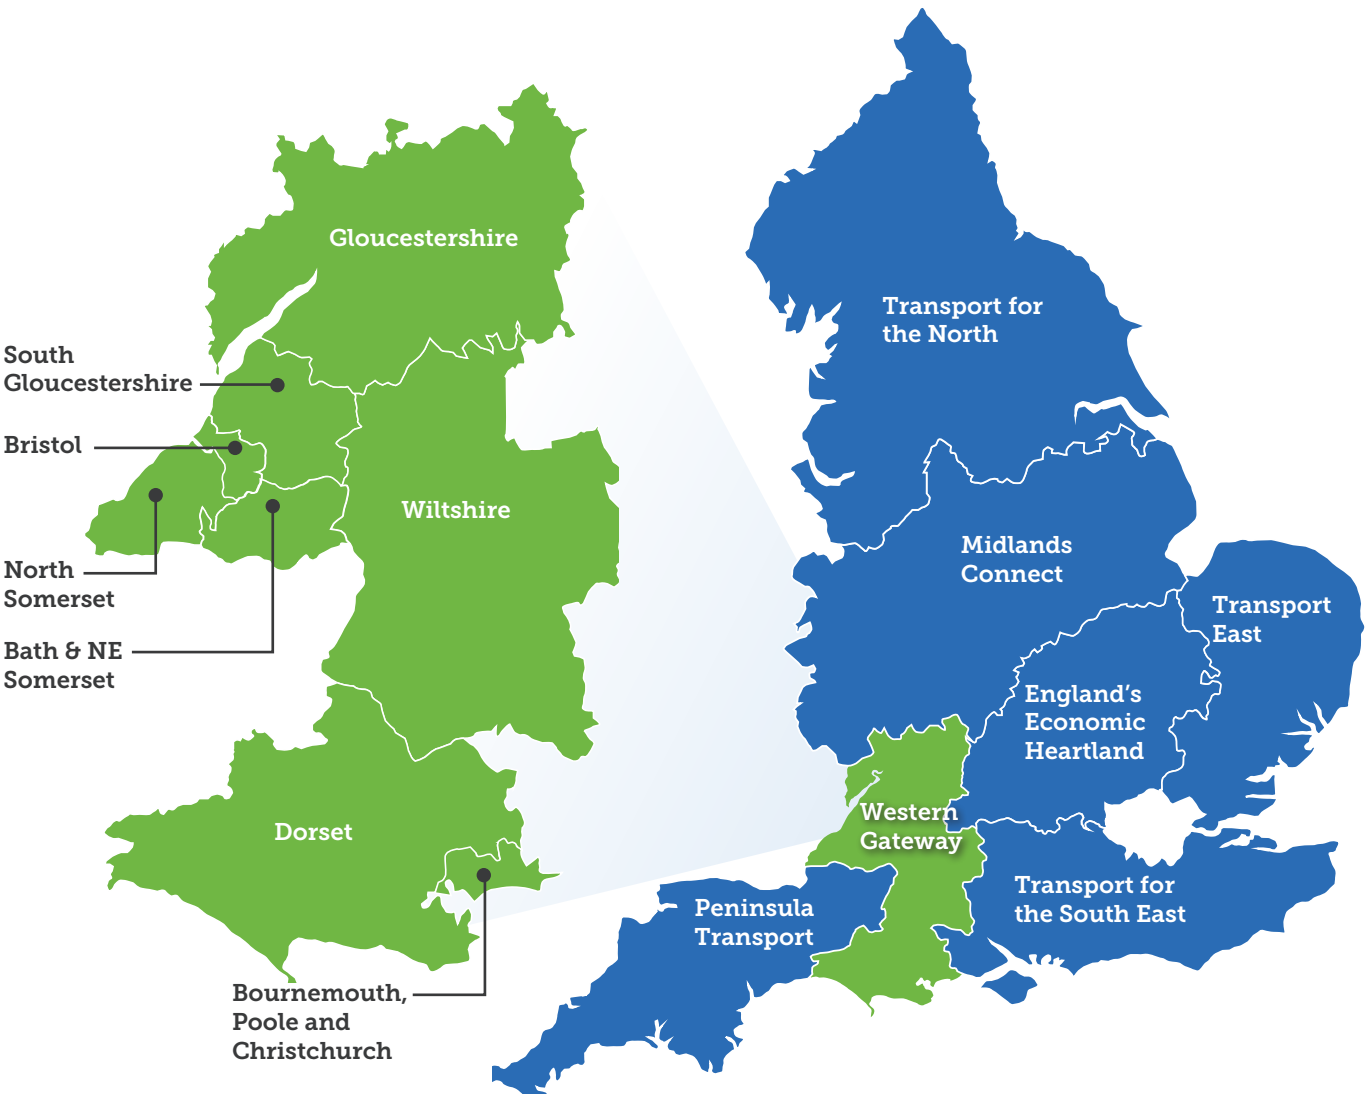 Gloucestershire
South
Gloucestershire
Bristol
Wiltshire
North
Somerset
Bath & NE
Somerset
Dorset
Bournemouth,
Poole and
Christchurch
Transport for
the North
Midlands
Connect
Transport
East
England's
Economic
Heartland
Western
Gateway
Transport for
the South East
Peninsula
Transport